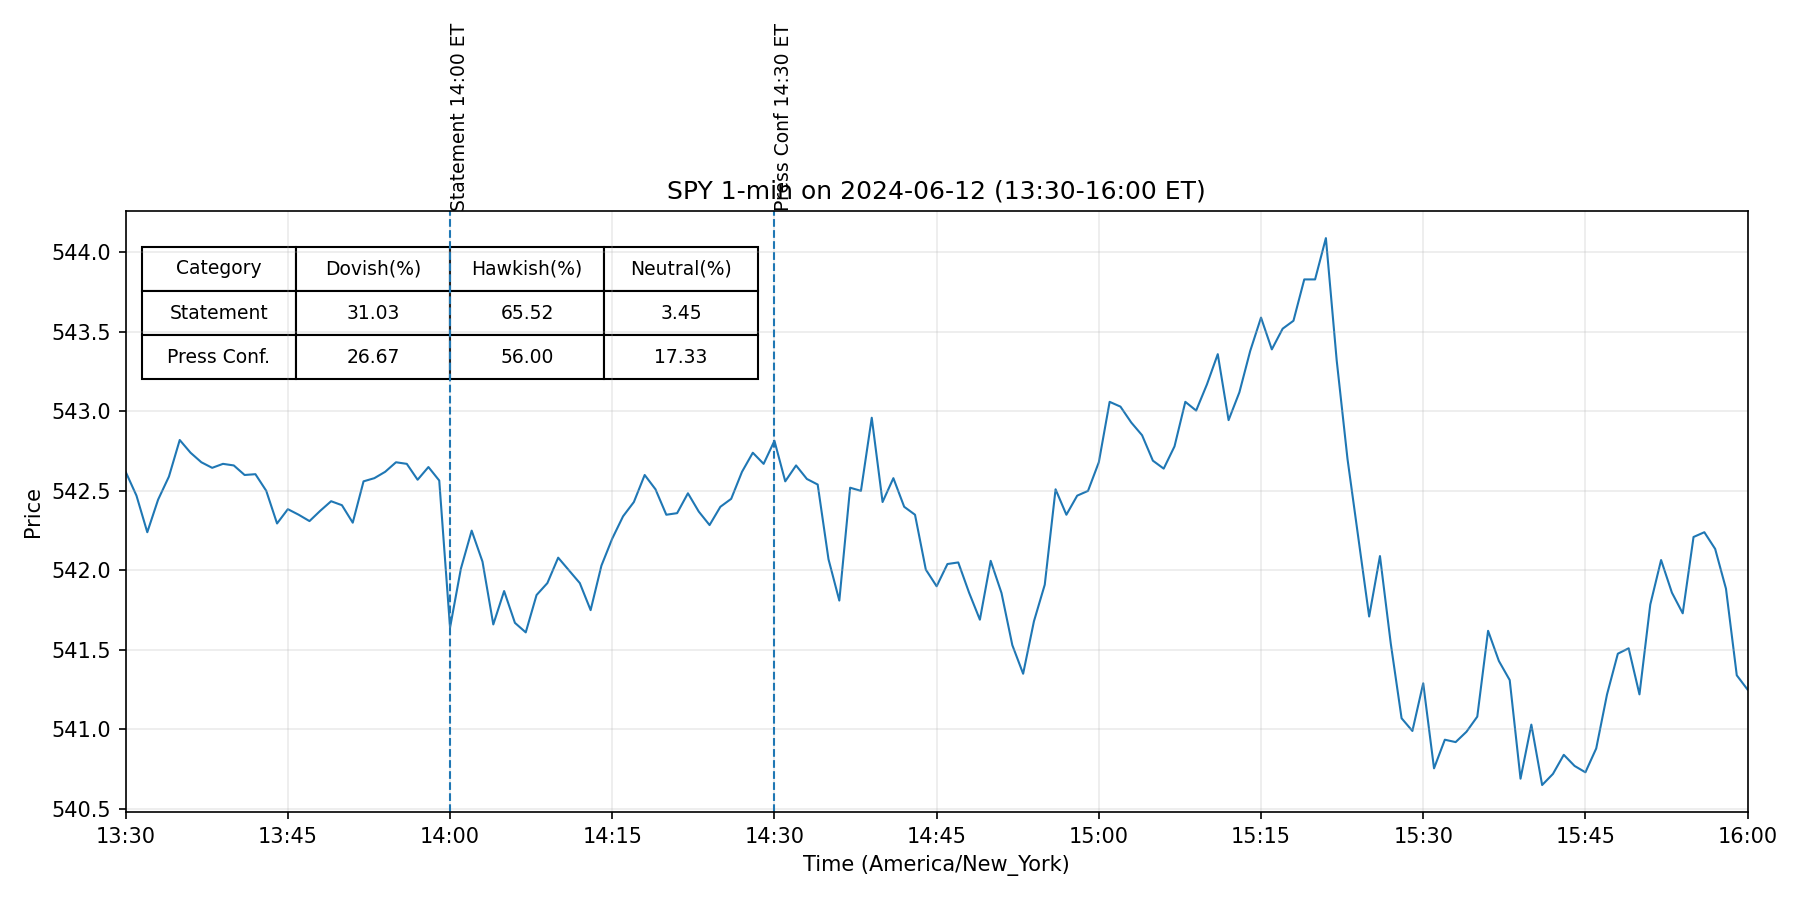 Statement 14:00 ET
Press Conf 14:30 ET
SPY 1-min on 2024-06-12 (13:30-16:00 ET)
Category Dovish(%) Hawkish(%) Neutral(%)
Statement 31.03 65.52 3.45
Press Conf. 26.67 56.00 17.33
Price
544.0
543.5
543.0
542.5
542.0
541.5
541.0
540.5
13:30 13:45 14:00 14:15 14:30 14:45 15:00 15:15 15:30 15:45 16:00
Time (America/New_York)